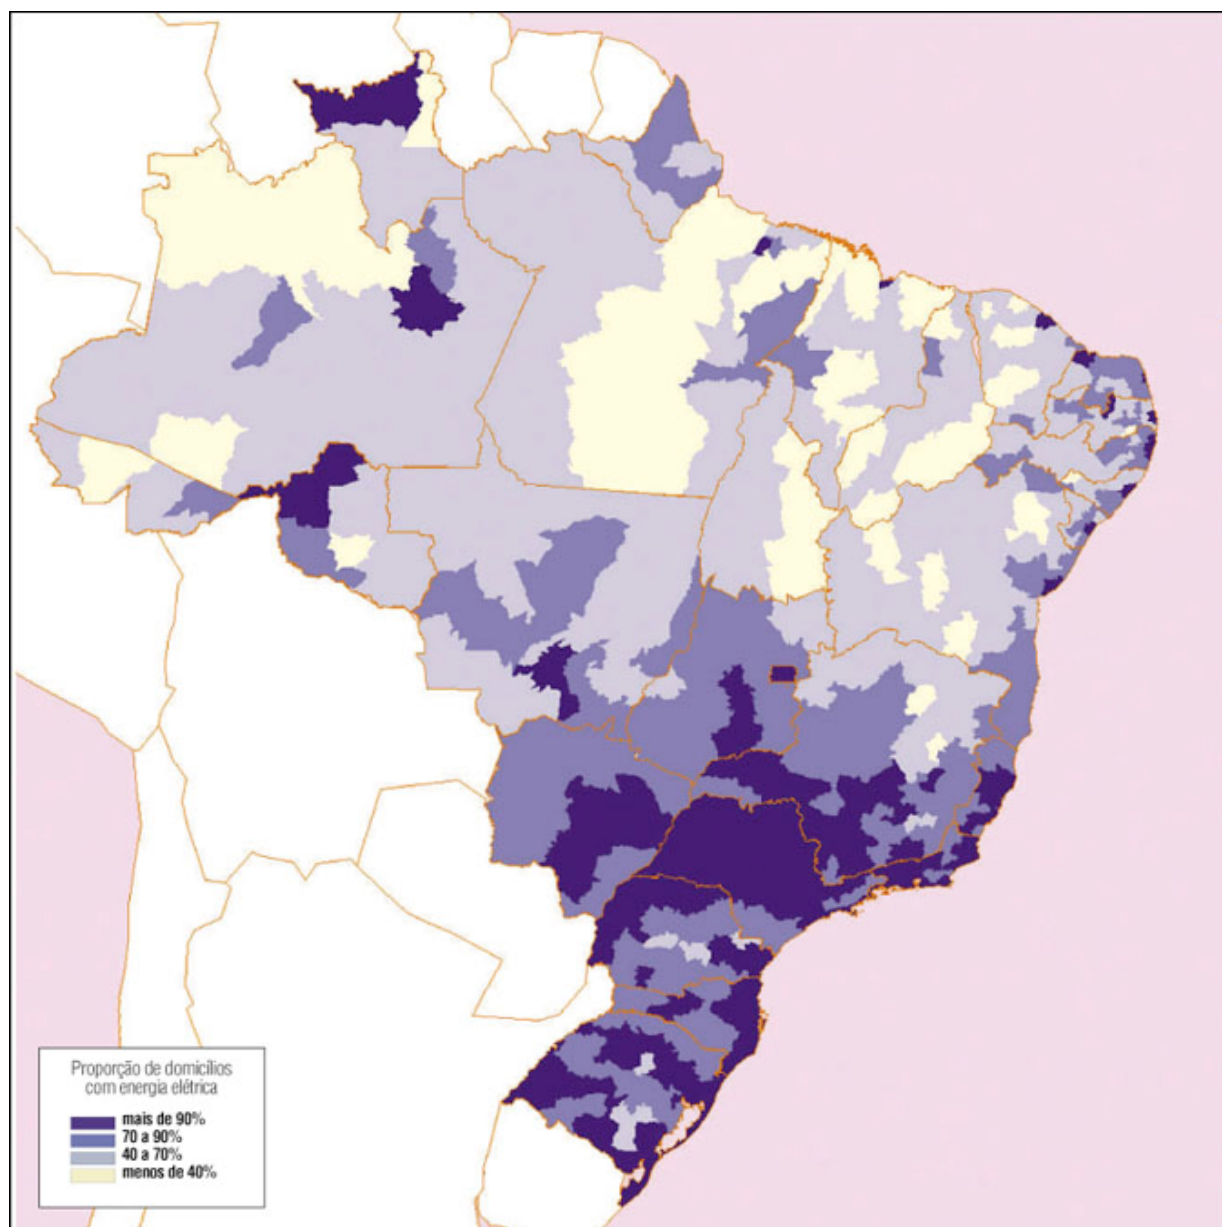 Proporção de domicílios
com energia elétrica
mais de 90%
70 a 90%
40 a 70%
menos de 40%